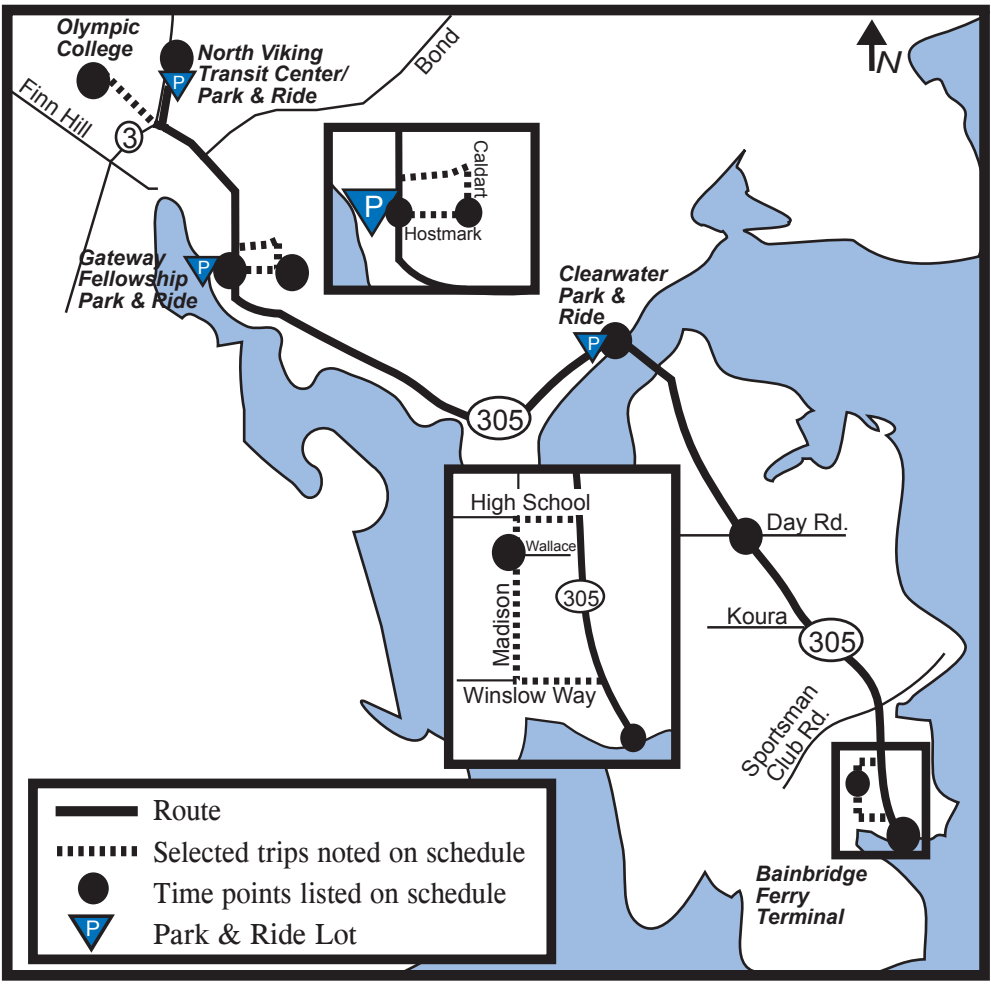 Olympic
College
North Viking
Transit Center/
Park & Ride
P
Bond
N
Finn Hill
3
Caldart
P
Hostmark
Gateway
Fellowship
Park & Ride
P
Clearwater
Park &
Ride
P
305
High School
Wallace
305
Madison
Winslow Way
Day Rd.
Koura
305
Sportsman
Club Rd.
Bainbridge
Ferry
Terminal
Route
Selected trips noted on schedule
Time points listed on schedule
P
Park & Ride Lot